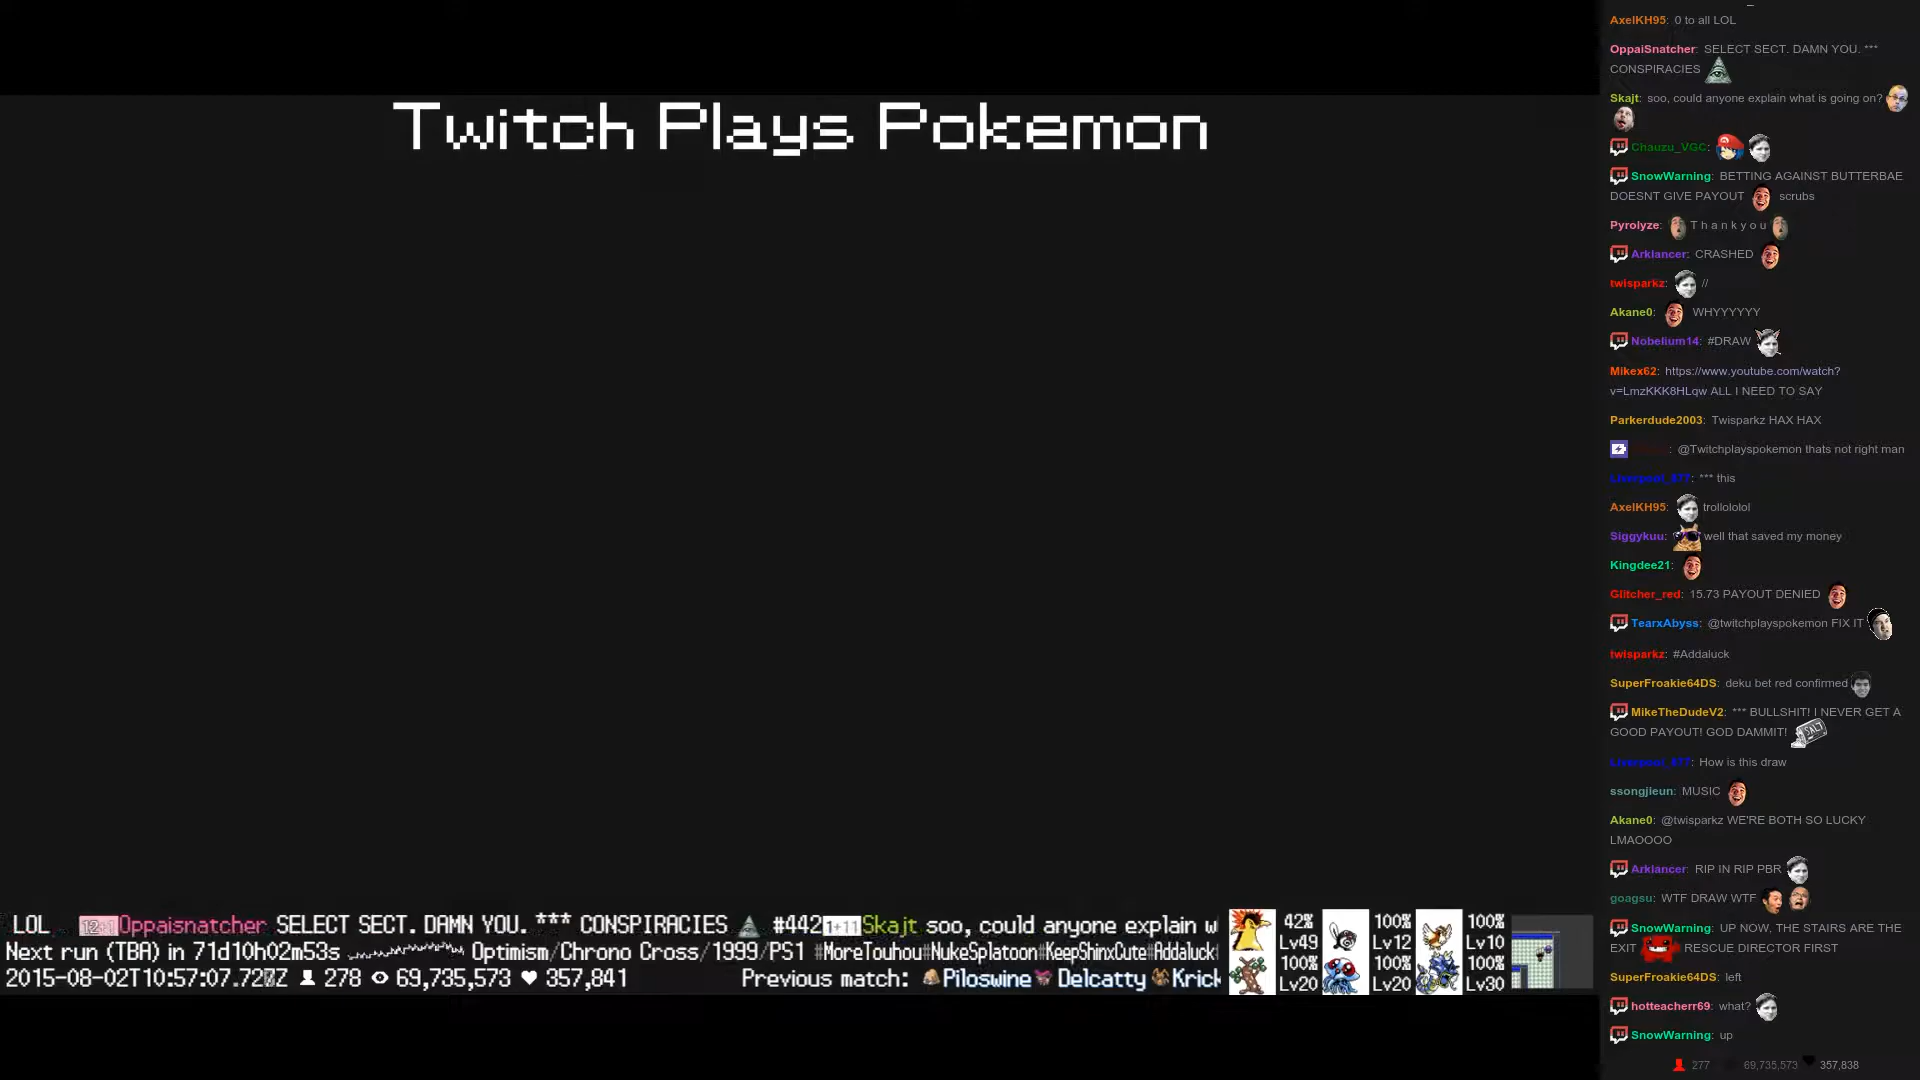 Twitch Plays Pokemon
LOL 12+1 Oppaisnatcher SELECT SECT. DAMN YOU. *** CONSPIRACIES #442 1+11 Skajt soo, could anyone explain w
Next run (TBA) in 71d10h02m53s Optimism/Chrono Cross/1999/PS1 #MoreTouhou#NukeSplatoon#KeepShinxCute#Addaluck
278 69,735,573 357,841 Previous match: Piloswine Delcatty Krick
42% 100% 100%
Lv49 Lv12 Lv10
100% 100% 100%
Lv20 Lv20 Lv30
AxelKH95: 0 to all LOL
OppaiSnatcher: SELECT SECT. DAMN YOU. ***
CONSPIRACIES
Skajt: soo, could anyone explain what is going on?
Chauzu_VGC:
SnowWarning: BETTING AGAINST BUTTERBAE
DOESNT GIVE PAYOUT scrubs
Pyrolyze: T h a n k y o u
Arklancer: CRASHED
twisparkz: //
Akane0: WHYYYYYY
Nobelium14: #DRAW
Mikex62: https://www.youtube.com/watch?
v=LmzKKK8HLqw ALL I NEED TO SAY
Parkerdude2003: Twisparkz HAX HAX
: @Twitchplayspokemon thats not right man
*** this
AxelKH95: trollololol
Siggykuu: well that saved my money
Kingdee21:
Glitcher_red: 15.73 PAYOUT DENIED
TearxAbyss: @twitchplayspokemon FIX IT
twisparkz: #Addaluck
SuperFroakie64DS: deku bet red confirmed
MikeTheDudeV2: *** BULLSHIT! I NEVER GET A
GOOD PAYOUT! GOD DAMMIT!
SALT
How is this draw
ssongjieun: MUSIC
Akane0: @twisparkz WE'RE BOTH SO LUCKY
LMAOOOO
Arklancer: RIP IN RIP PBR
goagsu: WTF DRAW WTF
SnowWarning: UP NOW, THE STAIRS ARE THE
EXIT RESCUE DIRECTOR FIRST
SuperFroakie64DS: left
hotteacherr69: what?
SnowWarning: up
277 69,735,573 357,838